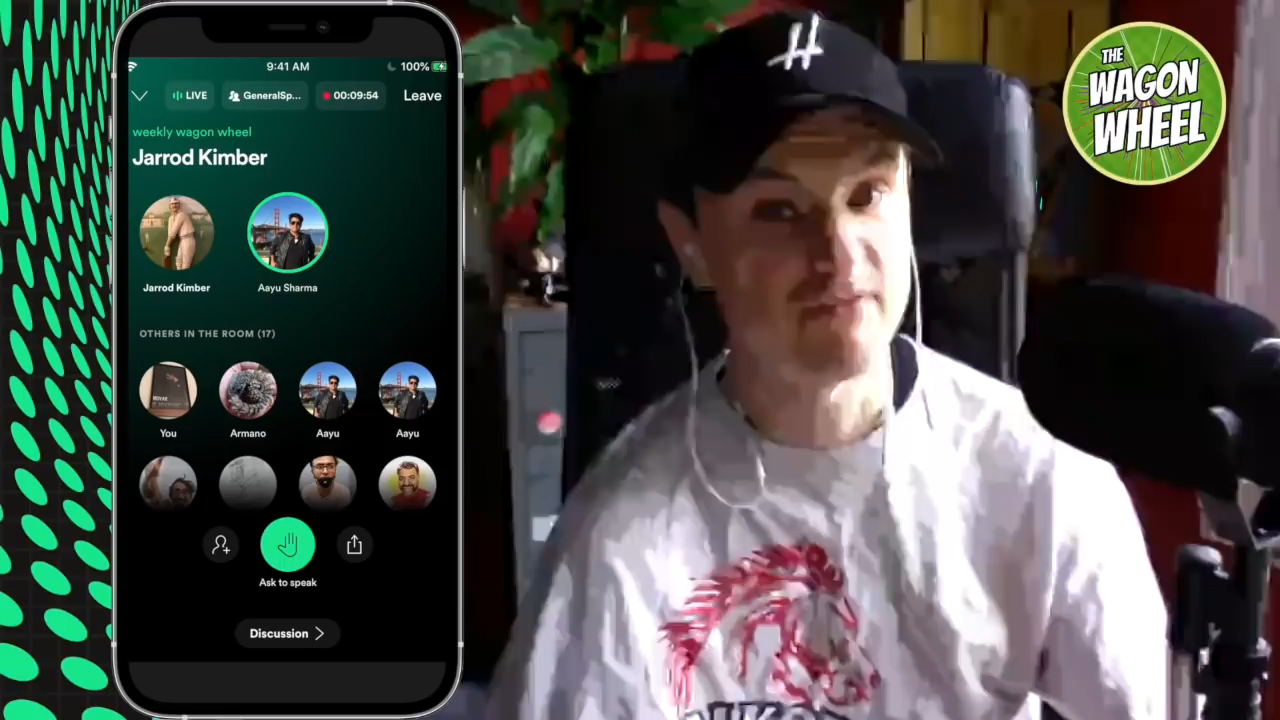 9:41 AM
100%
LIVE
GeneralSp...
00:09:54
Leave
weekly wagon wheel
Jarrod Kimber
Jarrod Kimber
Aayu Sharma
OTHERS IN THE ROOM (17)
You
Armano
Aayu
Aayu
Ask to speak
Discussion
THE
WAGON
WHEEL